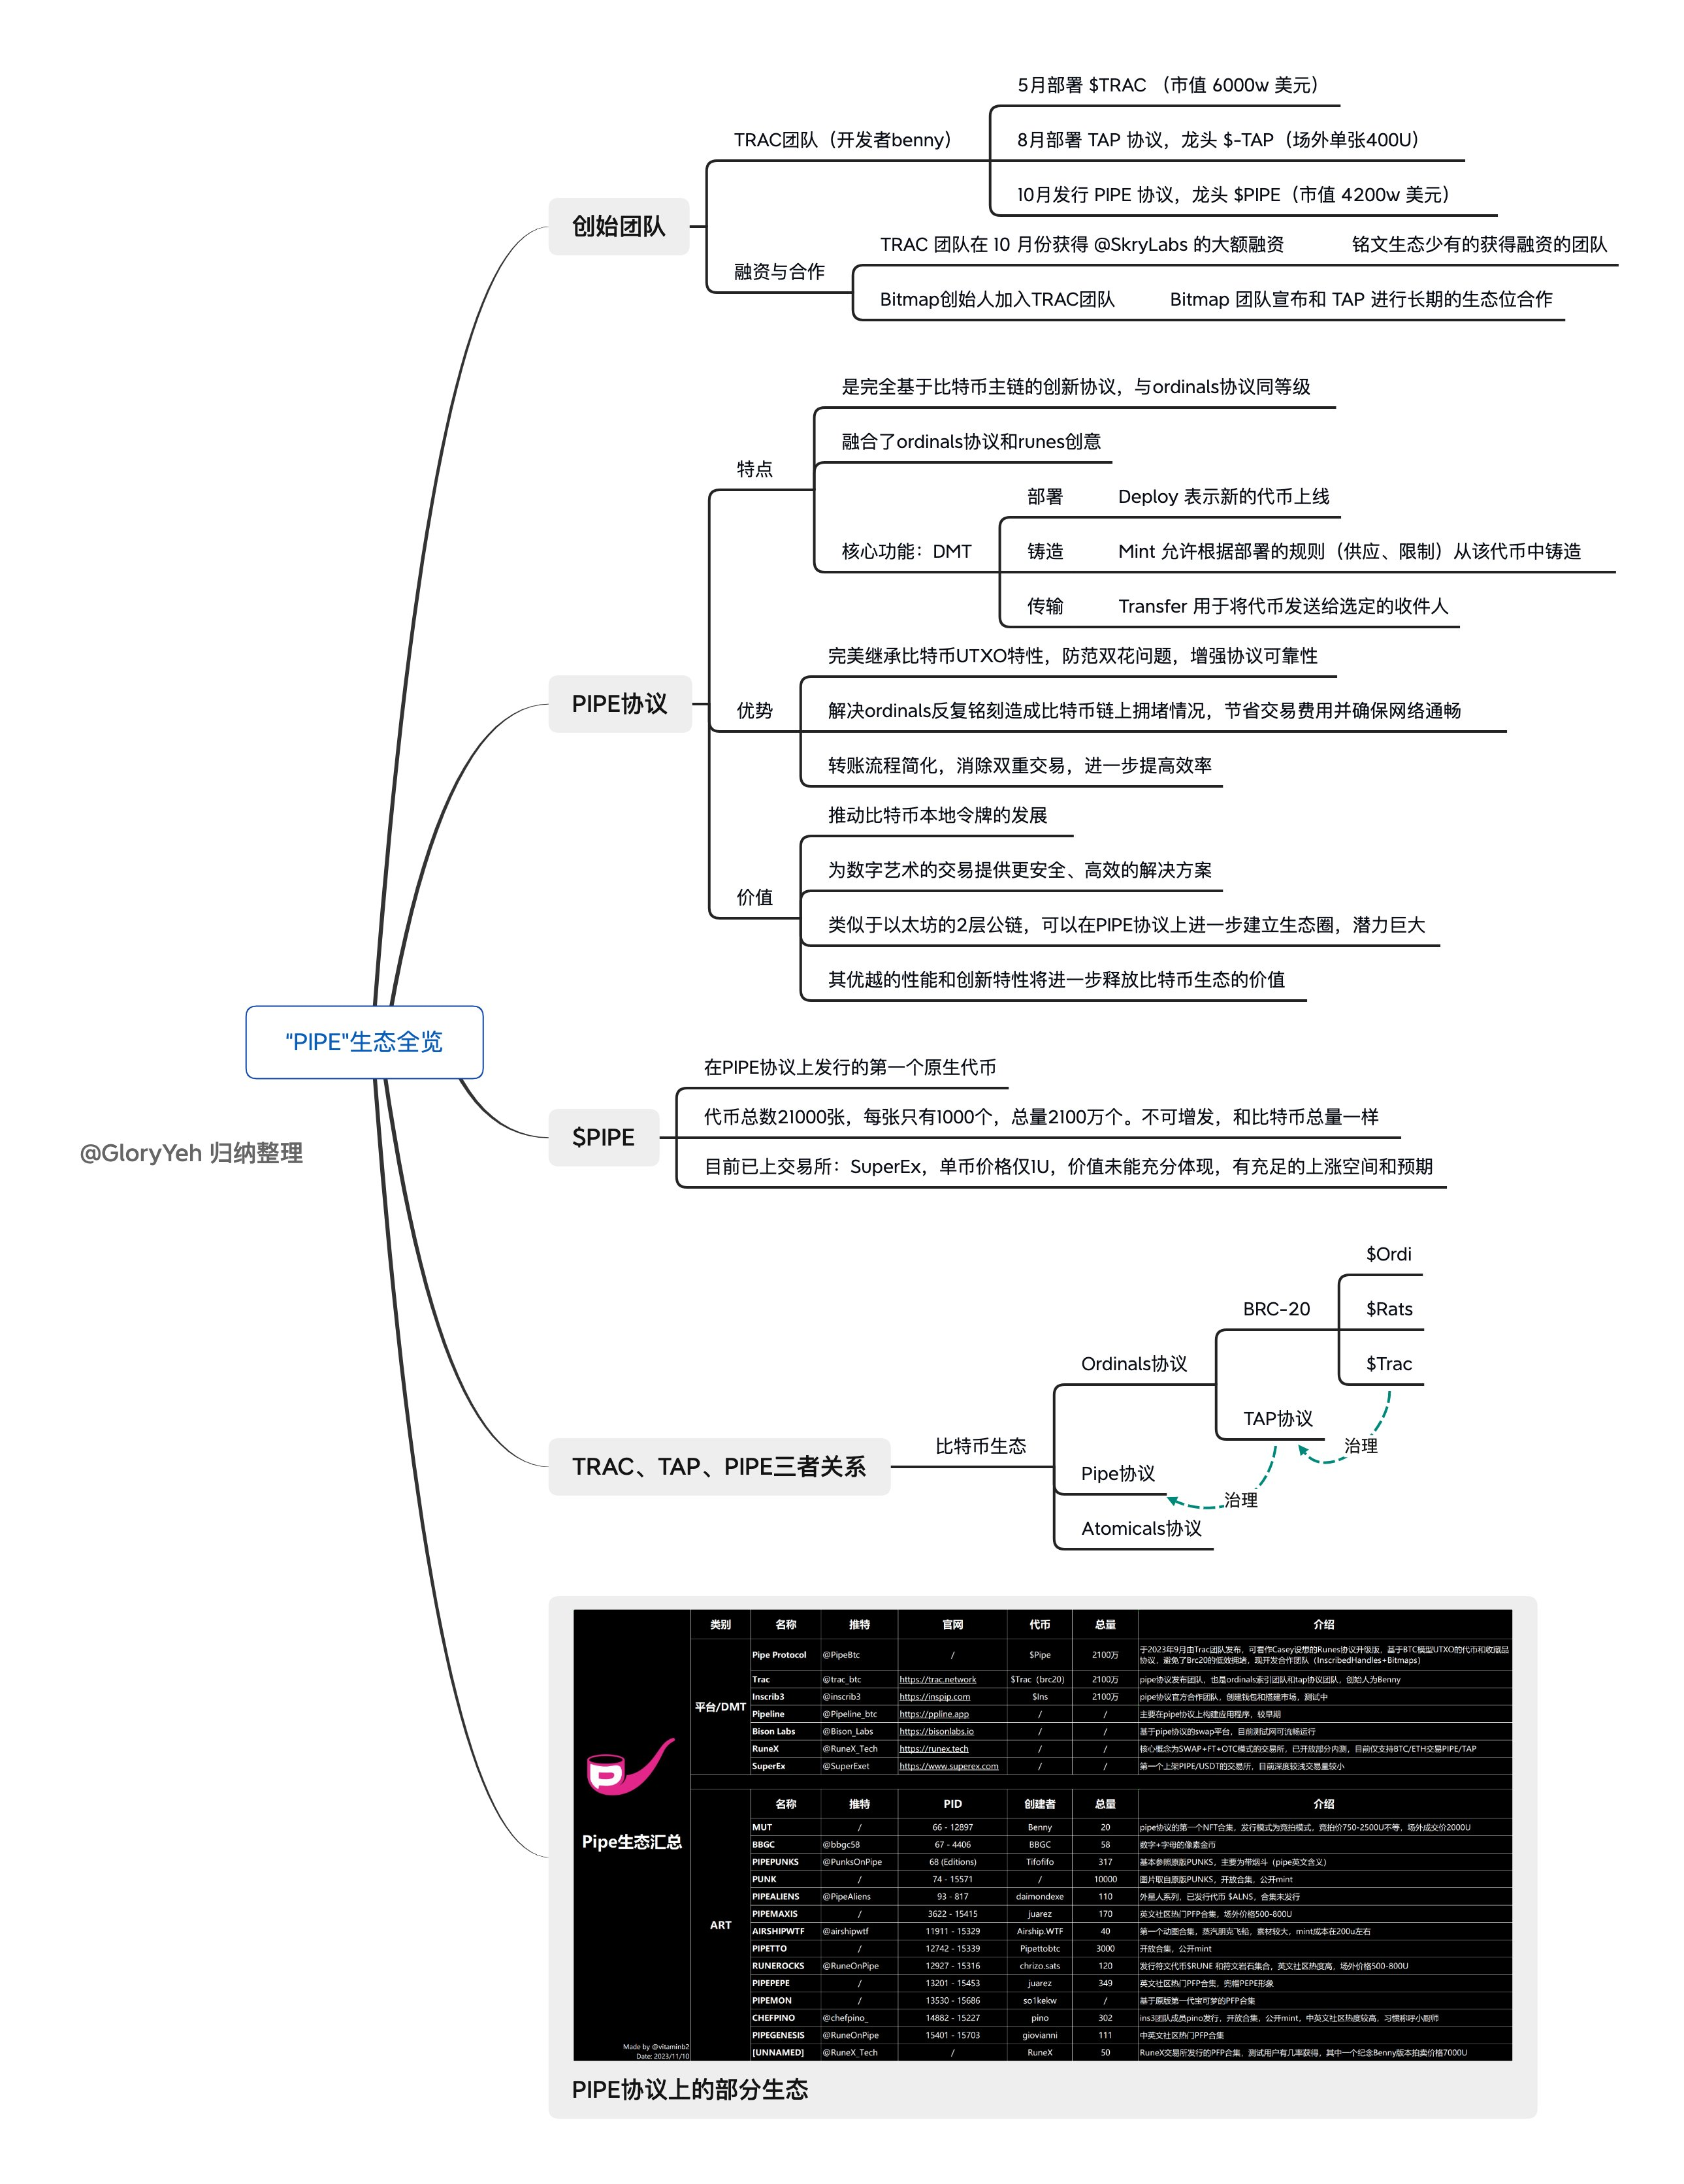 5月部署 $TRAC （市值 6000w 美元）
TRAC团队（开发者benny）
8月部署 TAP 协议，龙头 $-TAP（场外单张400U）
10月发行 PIPE 协议，龙头 $PIPE（市值 4200w 美元）
创始团队
TRAC 团队在 10 月份获得 @SkryLabs 的大额融资 铭文生态少有的获得融资的团队
融资与合作
Bitmap创始人加入TRAC团队 Bitmap 团队宣布和 TAP 进行长期的生态位合作
是完全基于比特币主链的创新协议，与ordinals协议同等级
融合了ordinals协议和runes创意
特点
部署 Deploy 表示新的代币上线
核心功能：DMT
铸造 Mint 允许根据部署的规则（供应、限制）从该代币中铸造
传输 Transfer 用于将代币发送给选定的收件人
PIPE协议
完美继承比特币UTXO特性，防范双花问题，增强协议可靠性
优势
解决ordinals反复铭刻造成比特币链上拥堵情况，节省交易费用并确保网络通畅
转账流程简化，消除双重交易，进一步提高效率
推动比特币本地令牌的发展
为数字艺术的交易提供更安全、高效的解决方案
价值
类似于以太坊的2层公链，可以在PIPE协议上进一步建立生态圈，潜力巨大
其优越的性能和创新特性将进一步释放比特币生态的价值
"PIPE"生态全览
@GloryYeh 归纳整理
在PIPE协议上发行的第一个原生代币
$PIPE
代币总数21000张，每张只有1000个，总量2100万个。不可增发，和比特币总量一样
目前已上交易所：SuperEx，单币价格仅1U，价值未能充分体现，有充足的上涨空间和预期
$Ordi
BRC-20
$Rats
Ordinals协议
$Trac
TAP协议
治理
TRAC、TAP、PIPE三者关系
比特币生态
Pipe协议
治理
Atomicals协议
类别 名称 推特 官网 代币 总量 介绍
Pipe Protocol @PipeBtc / $Pipe 2100万 于2023年9月由Trac团队发布，可看作Casey设想的Runes协议升级版，基于BTC模型UTXO的代币和收藏品
协议，避免了Brc20的低效拥堵，现开发合作团队（InscribedHandles+Bitmaps）
Trac @trac_btc https://trac.network $Trac（brc20） 2100万 pipe协议发布团队，也是ordinals索引团队和tap协议团队，创始人为Benny
平台/DMT
Inscrib3 @inscrib3 https://inspip.com $Ins 2100万 pipe协议官方合作团队，创建钱包和搭建市场，测试中
Pipeline @Pipeline_btc https://ppline.app / / 主要在pipe协议上构建应用程序，较早期
Bison Labs @Bison_Labs https://bisonlabs.io / / 基于pipe协议的swap平台，目前测试网可流畅运行
RuneX @RuneX_Tech https://runex.tech / / 核心概念为SWAP+FT+OTC模式的交易所，已开放部分内测，目前仅支持BTC/ETH交易PIPE/TAP
SuperEx @SuperExet https://www.superex.com / / 第一个上架PIPE/USDT的交易所，目前深度较浅交易量较小
P
Pipe生态汇总
名称 推特 PID 创建者 总量 介绍
MUT / 66 - 12897 Benny 20 pipe协议的第一个NFT合集，发行模式为竞拍模式，竞拍价750-2500U不等，场外成交价2000U
BBGC @bbgc58 67 - 4406 BBGC 58 数字+字母的像素金币
PIPEPUNKS @PunksOnPipe 68 (Editions) Tifofifo 317 基本参照原版PUNKS，主要为带烟斗（pipe英文含义）
PUNK / 74 - 15571 / 10000 图片取自原版PUNKS，开放合集，公开mint
PIPEALIENS @PipeAliens 93 - 817 daimondexe 110 外星人系列，已发行代币 $ALNS，合集未发行
PIPEMAXIS / 3622 - 15415 juarez 170 英文社区热门PFP合集，场外价格500-800U
ART
AIRSHIPWTF @airshipwtf 11911 - 15329 Airship.WTF 40 第一个动图合集，蒸汽朋克飞船，素材较大，mint成本在200u左右
PIPETTO / 12742 - 15339 Pipettobtc 3000 开放合集，公开mint
RUNEROCKS @RuneOnPipe 12927 - 15316 chrizo.sats 120 发行符文代币$RUNE 和符文岩石集合，英文社区热度高，场外价格500-800U
PIPEPEPE / 13201 - 15453 juarez 349 英文社区热门PFP合集，兜帽PEPE形象
PIPEMON / 13530 - 15686 so1kekw / 基于原版第一代宝可梦的PFP合集
CHEFPINO @chefpino_ 14882 - 15227 pino 302 ins3团队成员pino发行，开放合集，公开mint，中英文社区热度较高，习惯称呼小厨师
PIPEGENESIS @RuneOnPipe 15401 - 15703 giovianni 111 中英文社区热门PFP合集
[UNNAMED] @RuneX_Tech / RuneX 50 RuneX交易所发行的PFP合集，测试用户有几率获得，其中一个纪念Benny版本拍卖价格7000U
Made by @vitaminb2
Date: 2023/11/10
PIPE协议上的部分生态